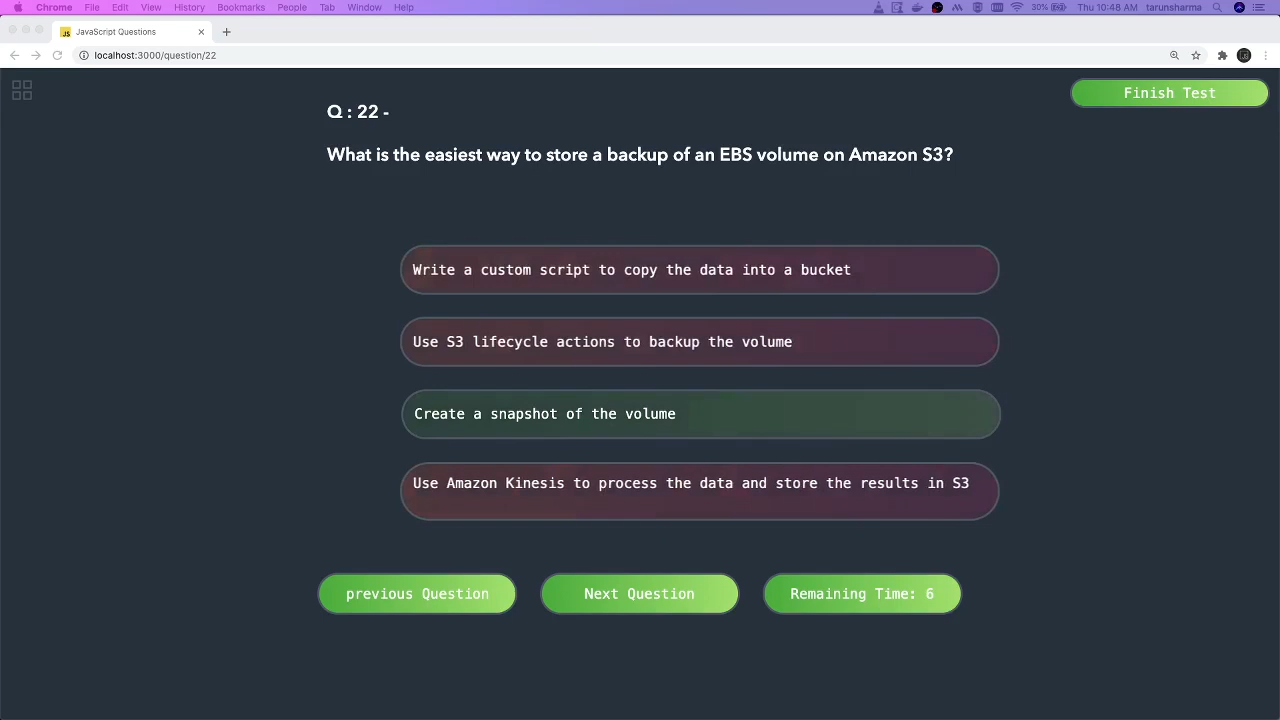 Chrome File Edit View History Bookmarks People Tab Window Help 30% Thu 10:48 AM tarunsharma
JS JavaScript Questions
localhost:3000/question/22
Finish Test
Q : 22 -
What is the easiest way to store a backup of an EBS volume on Amazon S3?
Write a custom script to copy the data into a bucket
Use S3 lifecycle actions to backup the volume
Create a snapshot of the volume
Use Amazon Kinesis to process the data and store the results in S3
previous Question Next Question Remaining Time: 6